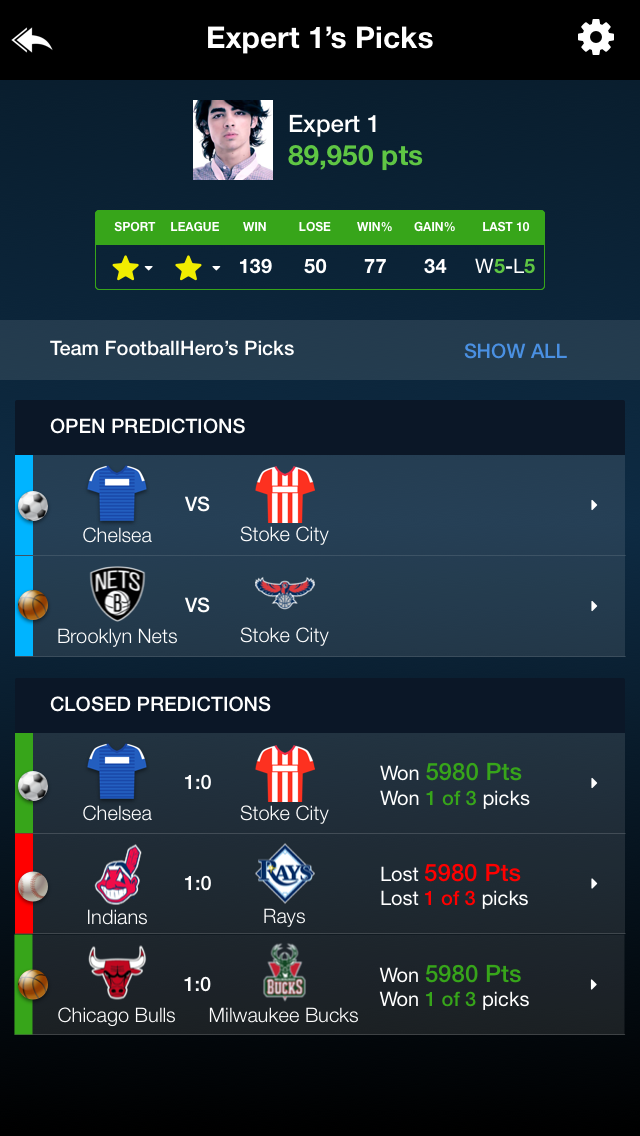 Expert 1's Picks
Expert 1
89,950 pts
SPORT LEAGUE WIN LOSE WIN% GAIN% LAST 10
139 50 77 34 W5-L5
Team FootballHero's Picks SHOW ALL
OPEN PREDICTIONS
VS
Chelsea Stoke City
NETS
B
VS
Brooklyn Nets Stoke City
CLOSED PREDICTIONS
1:0
Won 5980 Pts
Won 1 of 3 picks
Chelsea Stoke City
RAYS
1:0
Lost 5980 Pts
Lost 1 of 3 picks
Indians Rays
BUCKS
1:0
Won 5980 Pts
Won 1 of 3 picks
Chicago Bulls Milwaukee Bucks